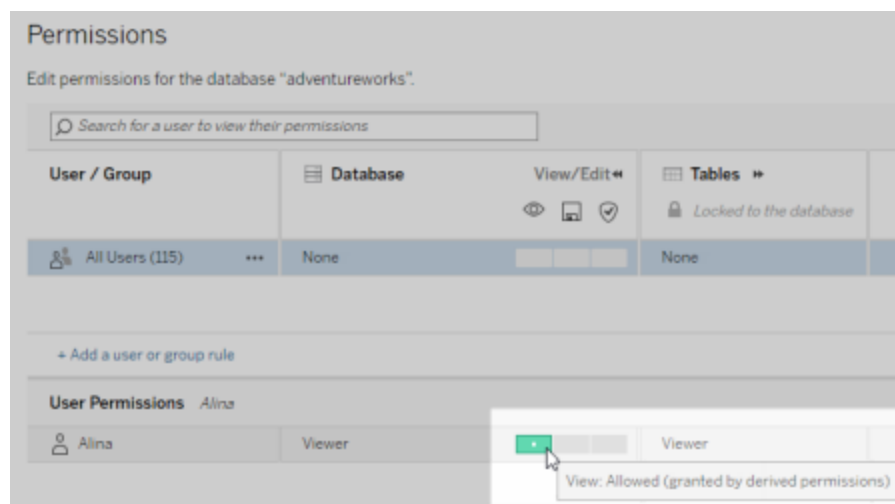 Permissions
Edit permissions for the database "adventureworks".
Search for a user to view their permissions
User / Group
Database
View/Edit
Tables
Locked to the database
All Users (115)
None
None
+ Add a user or group rule
User Permissions Alina
Alina
Viewer
Viewer
View: Allowed (granted by derived permissions)